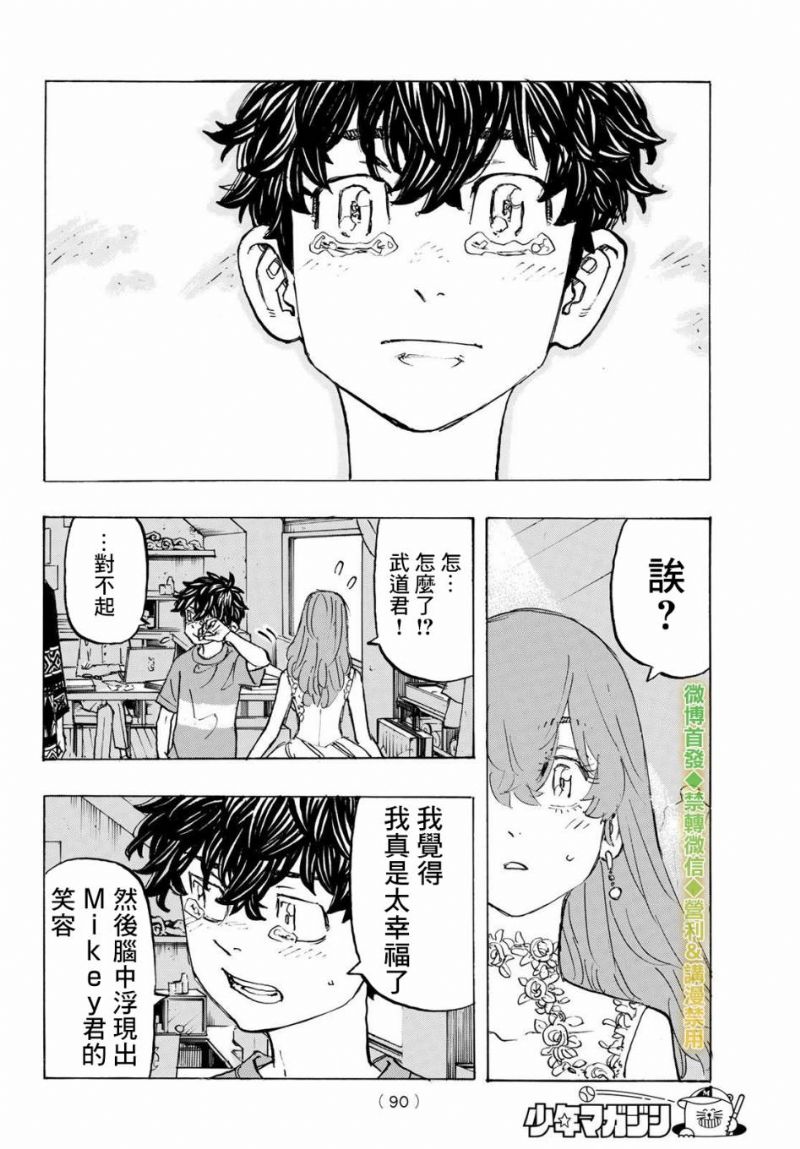 誒？
怎…
怎麼了!?
武道君！
…對不起
我覺得
我真是太幸福了
然後腦中浮現出
Mikey君的
笑容
微博首發◆禁轉微信◆營利&講漫禁用
（90）
少年マガジン